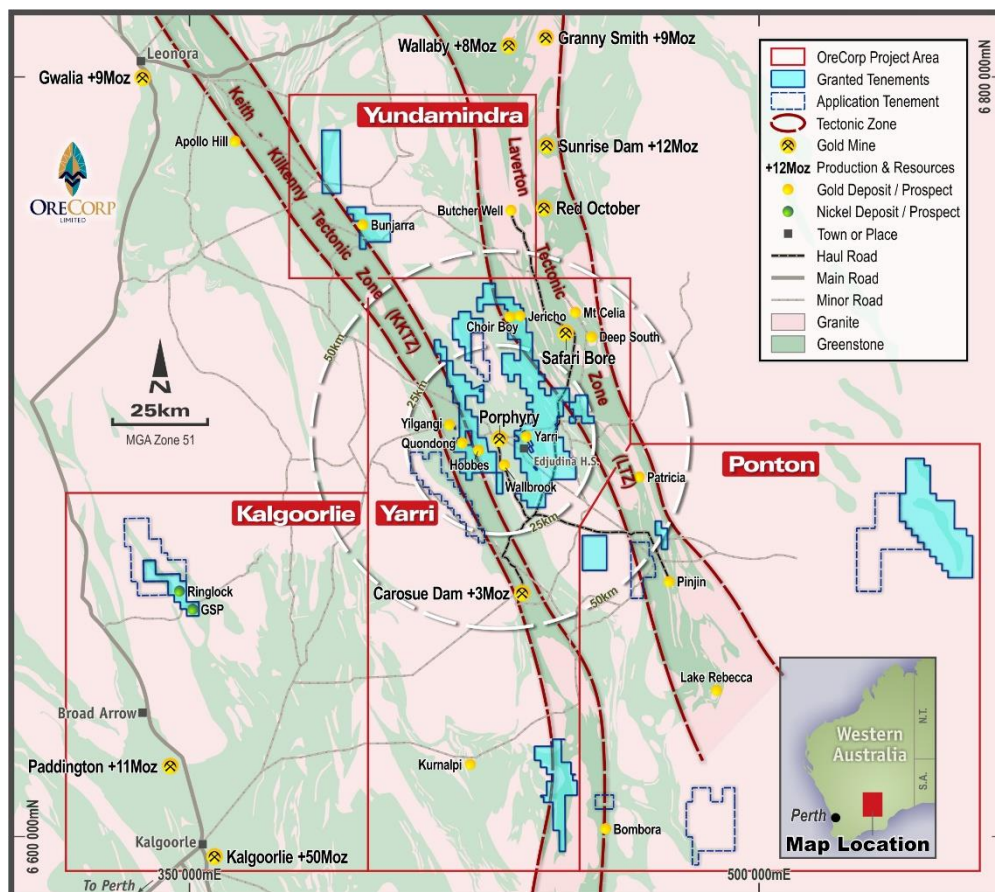 Wallaby +8Moz
Granny Smith +9Moz
Leonora
Gwalia +9Moz
Keith - Kilkenny Tectonic Zone (KKTZ)
Yundamindra
Laverton Tectonic Zone (LTZ)
Apollo Hill
Sunrise Dam +12Moz
ORECORP
LIMITED
Butcher Well
Red October
Bunjarra
OreCorp Project Area
Granted Tenements
Application Tenement
Tectonic Zone
Gold Mine
+12Moz Production & Resources
Gold Deposit / Prospect
Nickel Deposit / Prospect
Town or Place
Haul Road
Main Road
Minor Road
Granite
Greenstone
6 800 000mN
N
25km
MGA Zone 51
50km
25km
Choir Boy
Jericho
Mt Celia
Deep South
Safari Bore
Yilgangi
Porphyry
Quondong
Yarri
Hobbes
Edjudina H.S.
Wallbrook
Patricia
Ponton
Kalgoorlie
Yarri
25km
50km
Ringlock
GSP
Carosue Dam +3Moz
Pinjin
Lake Rebecca
Broad Arrow
Paddington +11Moz
Kurnalpi
Bombora
Kalgoorle
Kalgoorlie +50Moz
To Perth
6 600 000mN
350 000mE
500 000mE
Western
Australia
N.T.
S.A.
Perth
Map Location